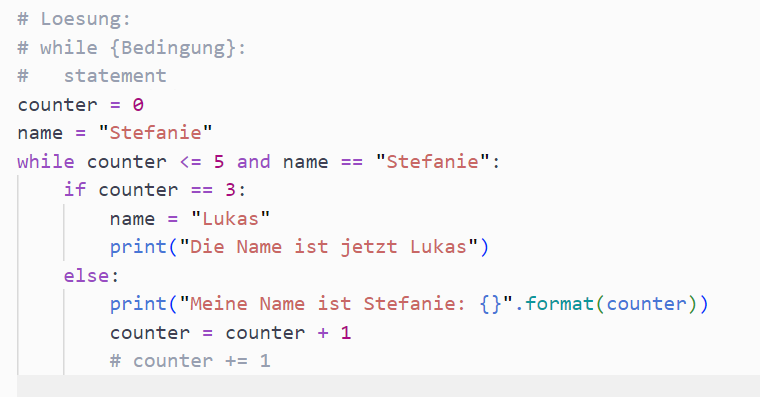 # Loesung:
# while {Bedingung}:
#   statement
counter = 0
name = "Stefanie"
while counter <= 5 and name == "Stefanie":
    if counter == 3:
        name = "Lukas"
        print("Die Name ist jetzt Lukas")
    else:
        print("Meine Name ist Stefanie: {}".format(counter))
        counter = counter + 1
        # counter += 1